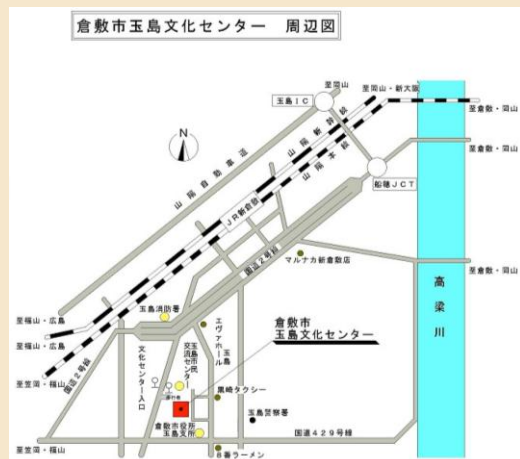 倉敷市玉島文化センター 周辺図
至岡山
至岡山・新大阪
玉島IC
至倉敷・岡山
N
山陽自動車道
山陽新幹線
山陽本線
至倉敷・岡山
船穂JCT
JR新倉敷
国道2号線
マルナカ新倉敷店
至倉敷・岡山
高梁川
玉島消防署
至福山・広島
至福山・広島
エヴァホール
玉島
倉敷市
玉島文化センター
至笠岡・福山
国道2号線
文化センター入口
玉島市民
交流センター
黒崎タクシー
玉島警察署
倉敷市役所
玉島支所
国道429号線
至笠岡・福山
8番ラーメン